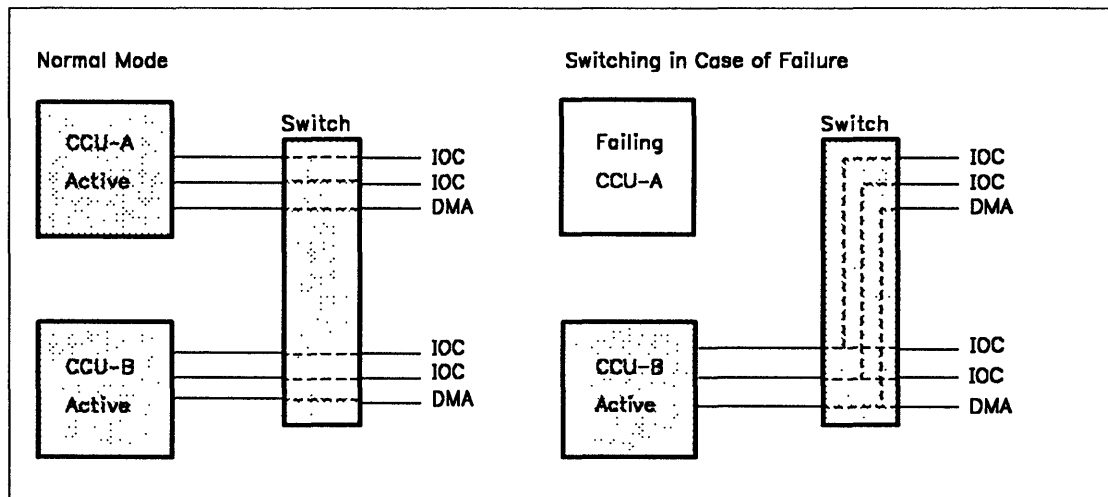 Normal Mode
CCU-A
Active
Switch
IOC
IOC
DMA
CCU-B
Active
IOC
IOC
DMA
Switching in Case of Failure
Failing
CCU-A
Switch
IOC
IOC
DMA
CCU-B
Active
IOC
IOC
DMA